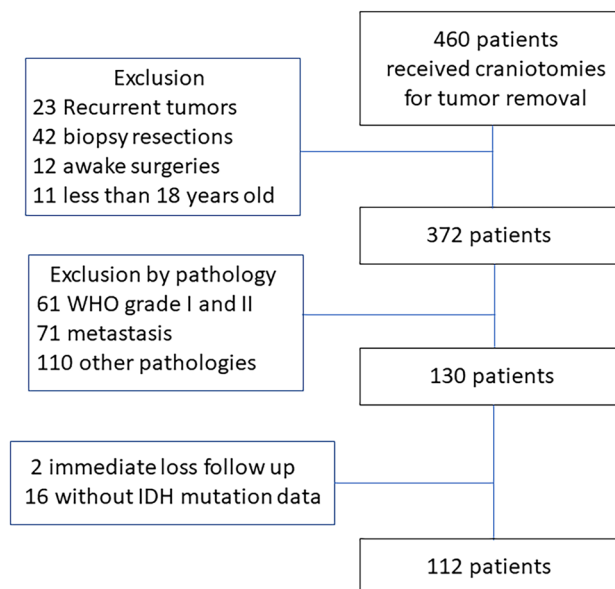 460 patients
received craniotomies
for tumor removal
Exclusion
23 Recurrent tumors
42 biopsy resections
12 awake surgeries
11 less than 18 years old
372 patients
Exclusion by pathology
61 WHO grade I and II
71 metastasis
110 other pathologies
130 patients
2 immediate loss follow up
16 without IDH mutation data
112 patients